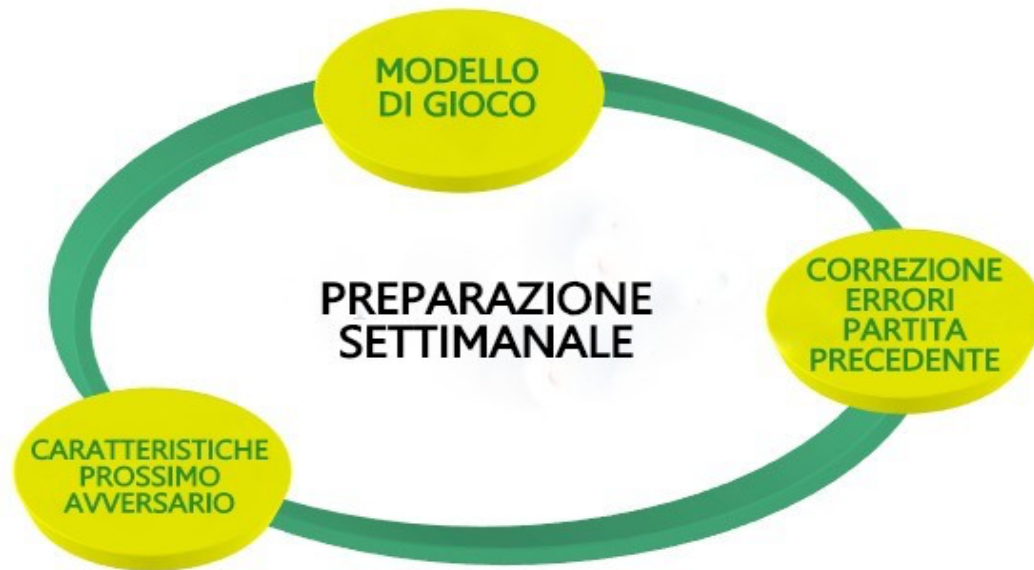 MODELLO
DI GIOCO
PREPARAZIONE
SETTIMANALE
CORREZIONE
ERRORI
PARTITA
PRECEDENTE
CARATTERISTICHE
PROSSIMO
AVVERSARIO